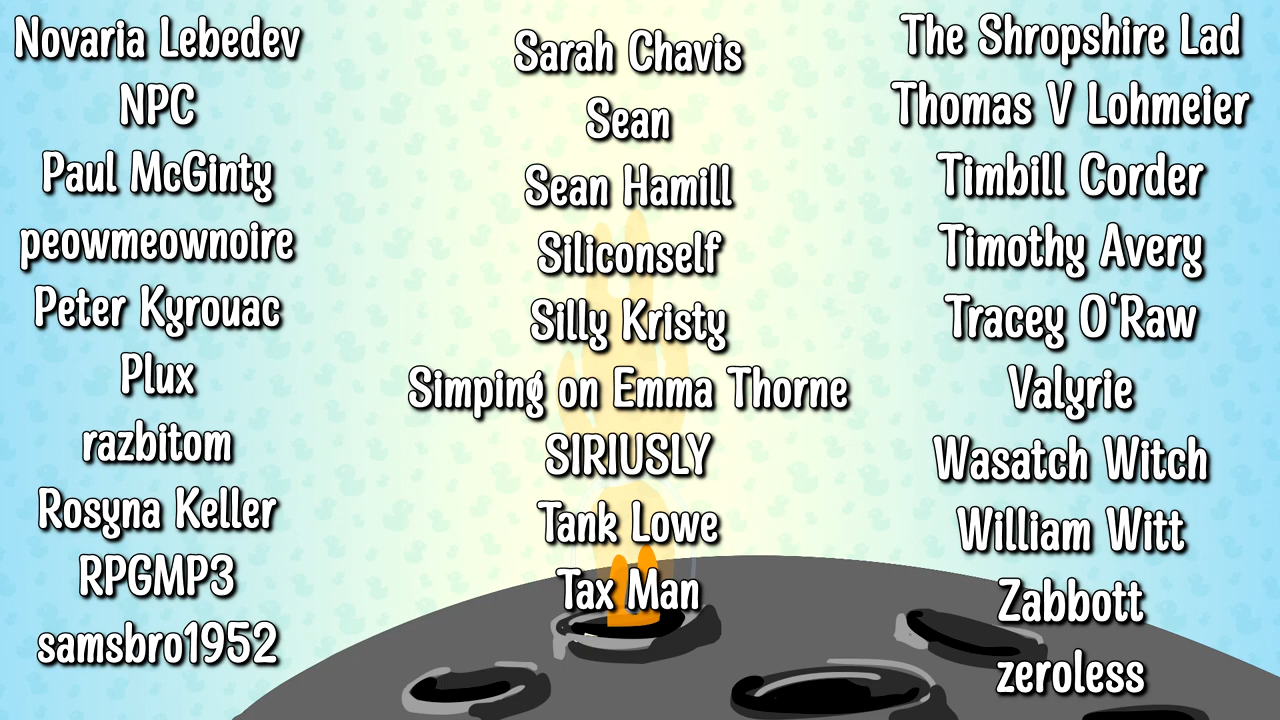 Novaria Lebedev
NPC
Paul McGinty
peowmeownoire
Peter Kyrouac
Plux
razbitom
Rosyna Keller
RPGMP3
samsbro1952
Sarah Chavis
Sean
Sean Hamill
Siliconself
Silly Kristy
Simping on Emma Thorne
SIRIUSLY
Tank Lowe
Tax Man
The Shropshire Lad
Thomas V Lohmeier
Timbill Corder
Timothy Avery
Tracey O'Raw
Valyrie
Wasatch Witch
William Witt
Zabbott
zeroless